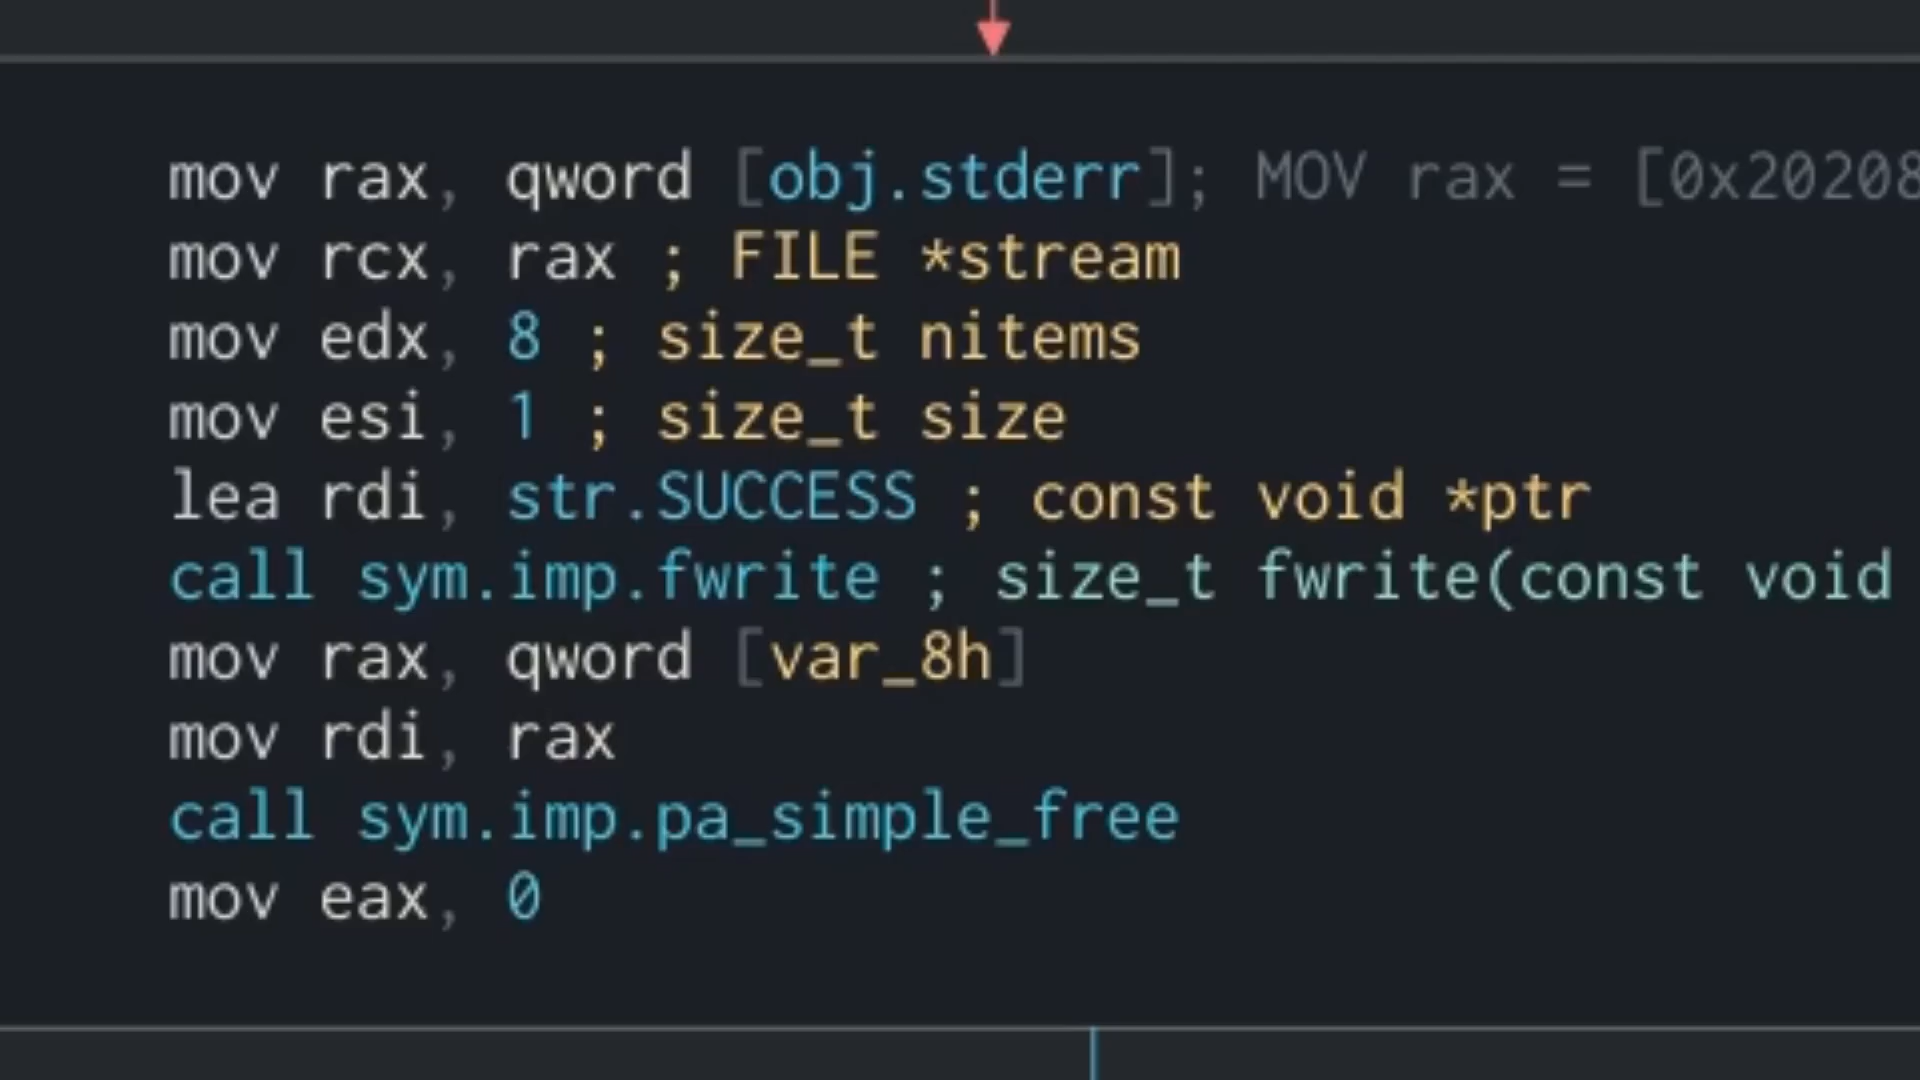 mov rax, qword [obj.stderr]; MOV rax = [0x20208
mov rcx, rax ; FILE *stream
mov edx, 8 ; size_t nitems
mov esi, 1 ; size_t size
lea rdi, str.SUCCESS ; const void *ptr
call sym.imp.fwrite ; size_t fwrite(const void
mov rax, qword [var_8h]
mov rdi, rax
call sym.imp.pa_simple_free
mov eax, 0